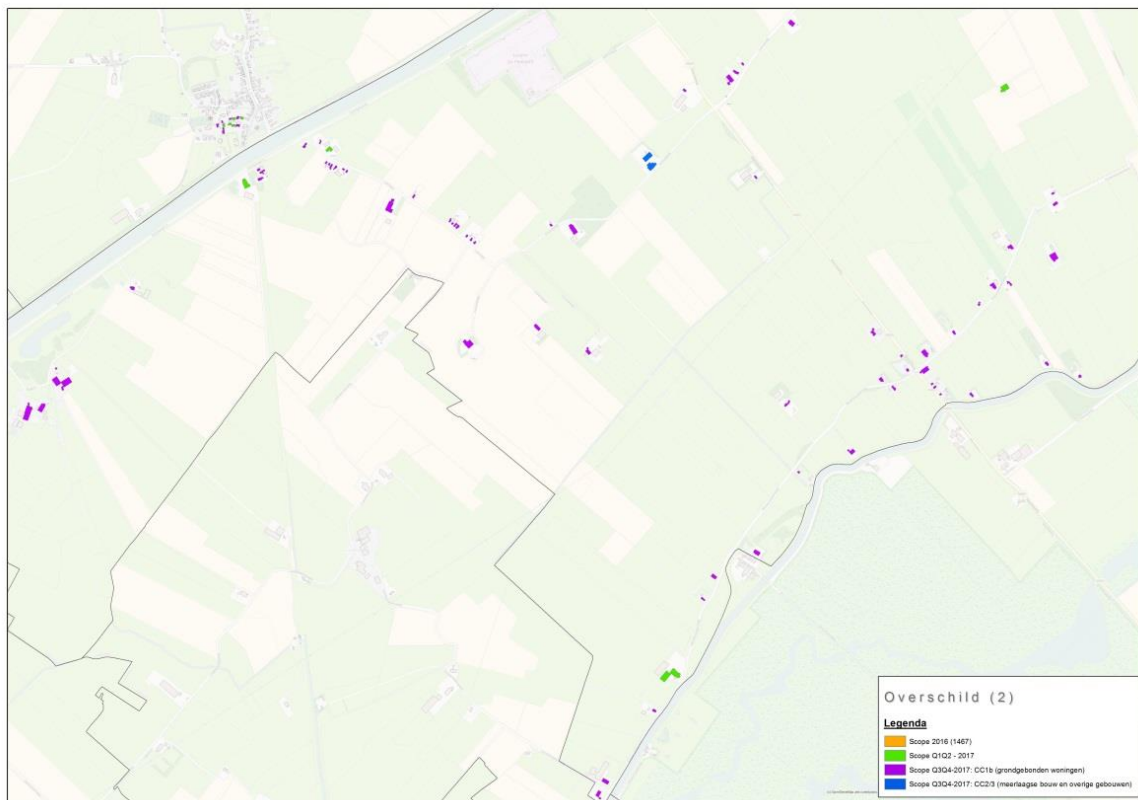 Overschild (2)
Legenda
Scope 2016 (1467)
Scope Q1Q2 - 2017
Scope Q3Q4-2017: CC1b (grondgebonden woningen)
Scope Q3Q4-2017: CC2/3 (meerlaagse bouw en overige gebouwen)